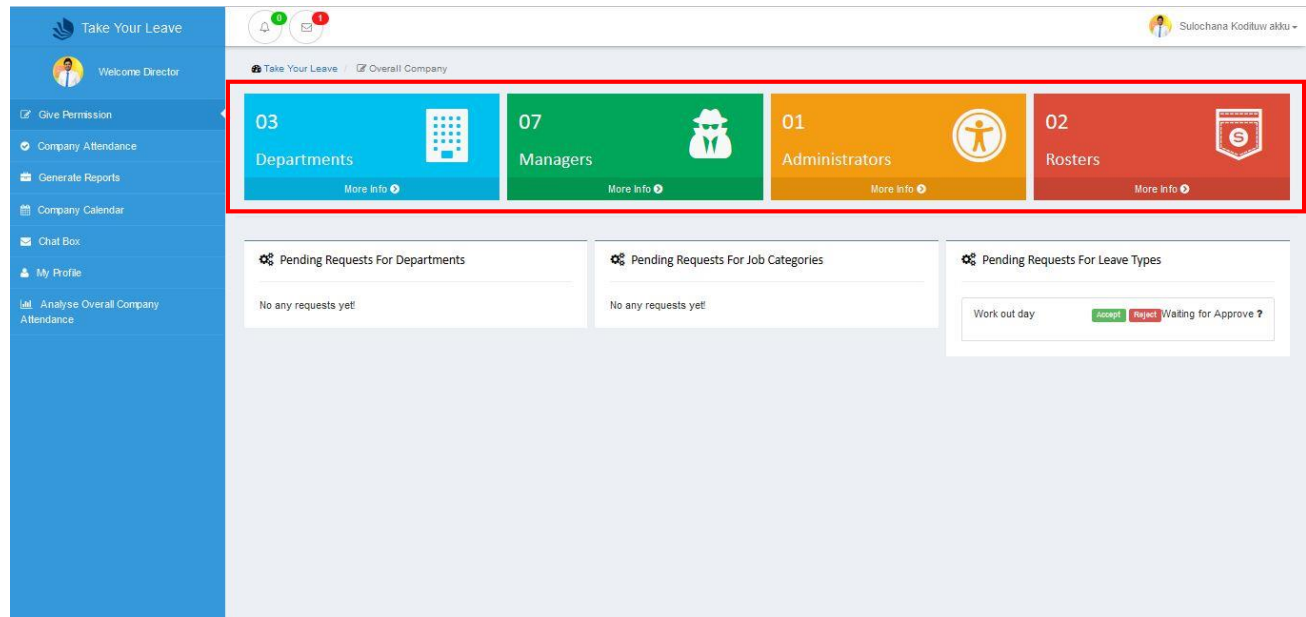 Take Your Leave
0
1
Sulochana Kodituw akku
Welcome Director
Take Your Leave / Overall Company
Give Permission
Company Attendance
Generate Reports
Company Calendar
Chat Box
My Profile
Analyse Overall Company
Attendance
03
Departments
More Info
07
Managers
More Info
01
Administrators
More Info
02
S
Rosters
More Info
Pending Requests For Departments
No any requests yet!
Pending Requests For Job Categories
No any requests yet!
Pending Requests For Leave Types
Work out day Accept Reject Waiting for Approve ?